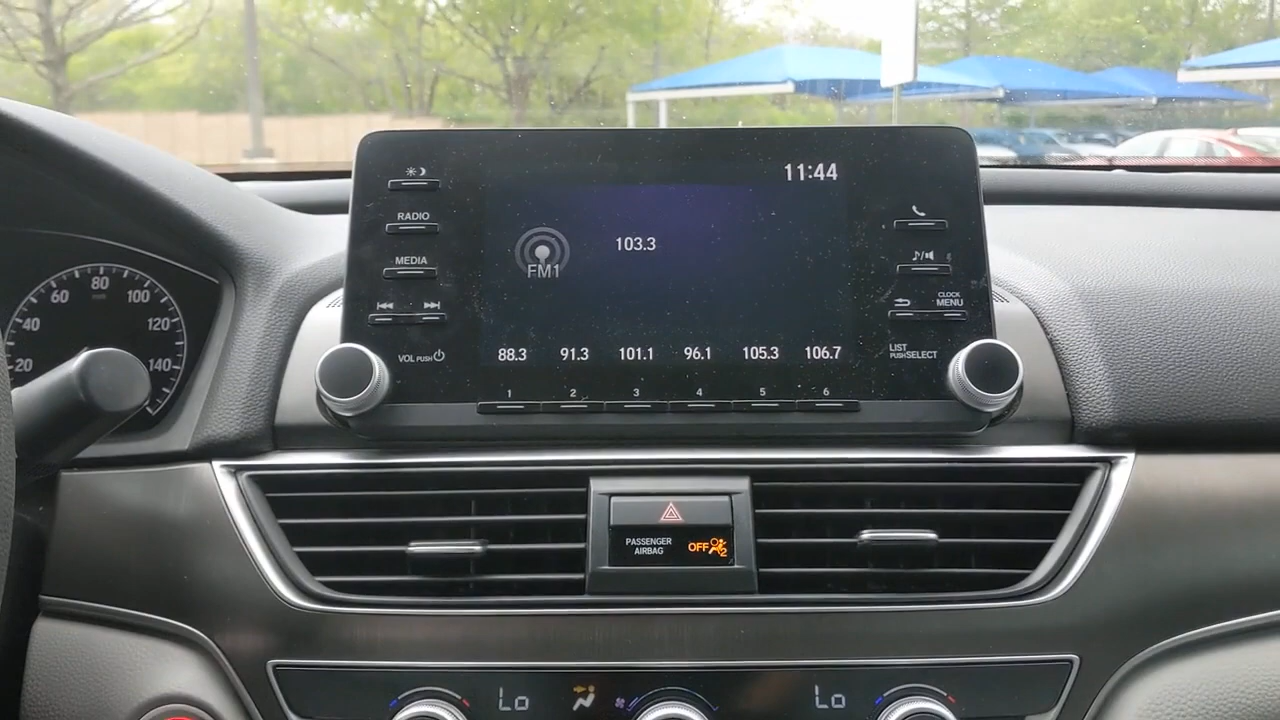 11:44
RADIO
MEDIA
VOL PUSH
103.3
FM1
CLOCK
MENU
LIST
PUSH SELECT
88.3 91.3 101.1 96.1 105.3 106.7
1 2 3 4 5 6
20 40 60 80 100 120 140
PASSENGER
AIRBAG
OFF
2
Lo Lo